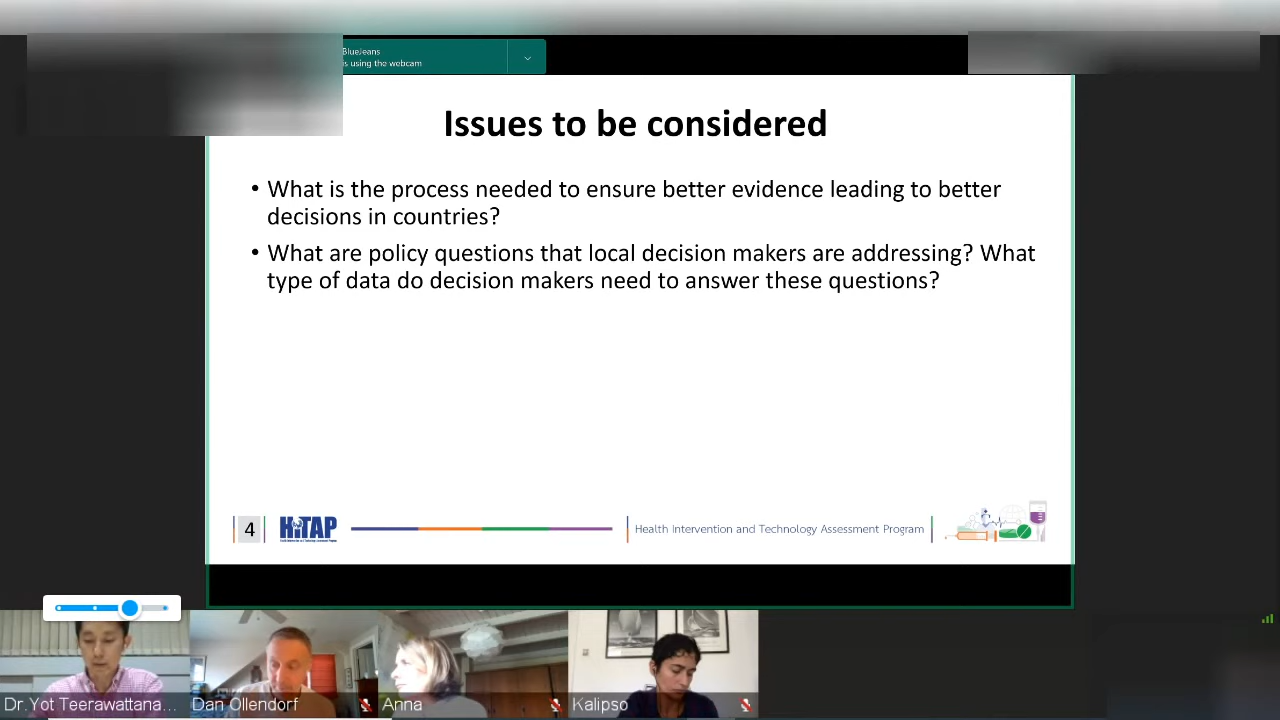 BlueJeans
is using the webcam
Issues to be considered
• What is the process needed to ensure better evidence leading to better
decisions in countries?
• What are policy questions that local decision makers are addressing? What
type of data do decision makers need to answer these questions?
4
HiTAP
Health Intervention and Technology Assessment Program
Dr.Yot Teerawattana...
Dan Ollendorf
Anna
Kalipso